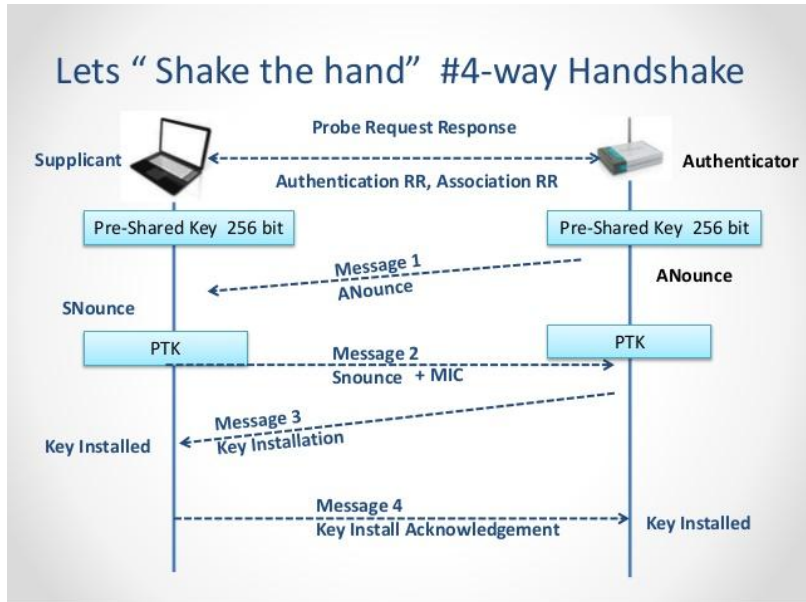 Lets “ Shake the hand” #4-way Handshake
Probe Request Response
Supplicant
Authenticator
Authentication RR, Association RR
Pre-Shared Key 256 bit
Pre-Shared Key 256 bit
Message 1
ANounce
ANounce
SNounce
PTK
PTK
Message 2
Snounce + MIC
Message 3
Key Installation
Key Installed
Message 4
Key Install Acknowledgement
Key Installed